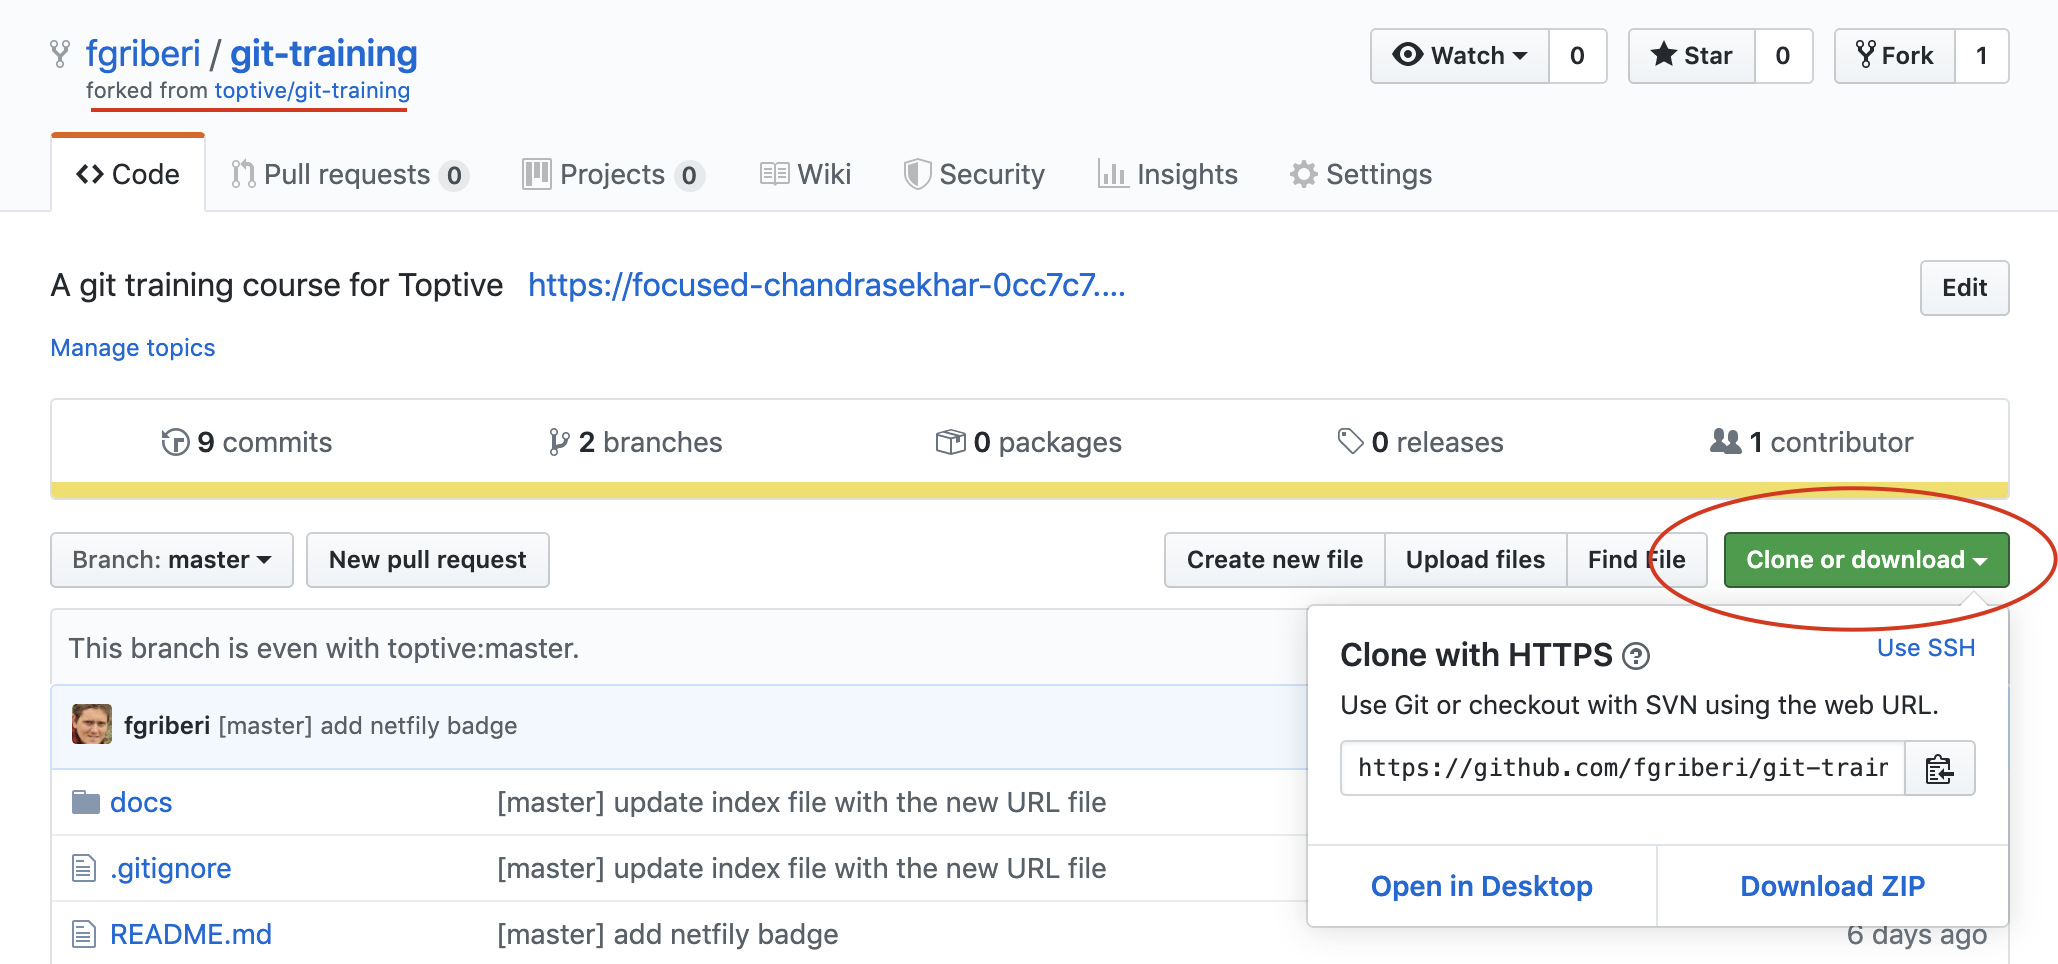 fgriberi / git-training
forked from toptive/git-training
Watch 0 Star 0 Fork 1
Code Pull requests 0 Projects 0 Wiki Security Insights Settings
A git training course for Toptive https://focused-chandrasekhar-0cc7c7....
Edit
Manage topics
9 commits 2 branches 0 packages 0 releases 1 contributor
Branch: master New pull request Create new file Upload files Find File Clone or download
This branch is even with toptive:master.
Clone with HTTPS ? Use SSH
Use Git or checkout with SVN using the web URL.
https://github.com/fgriberi/git-train
Open in Desktop Download ZIP
fgriberi [master] add netfily badge
docs [master] update index file with the new URL file
.gitignore [master] update index file with the new URL file
README.md [master] add netfily badge 6 days ago